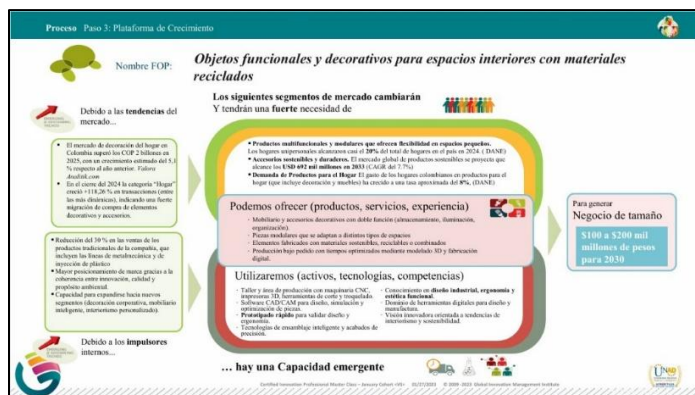 Proceso Paso 3: Plataforma de Crecimiento
Nombre FOP:
Objetos funcionales y decorativos para espacios interiores con materiales
reciclados
Los siguientes segmentos de mercado cambiarán
Y tendrán una fuerte necesidad de
Debido a las tendencias del
mercado...
• El mercado de decoración del hogar en
Colombia superó los COP 2 billones en
2025, con un crecimiento estimado del 5,1
% respecto al año anterior.
• En el cierre del 2024 la categoría "Hogar"
creció +118,26 % en transacciones (entre
las más dinámicas), indicando una fuerte
migración de compra de elementos
decorativos y accesorios.
• Productos multifuncionales y modulares que ofrecen flexibilidad en espacios pequeños.
Los hogares unipersonales alcanzaron casi el 20% del total de hogares en el país en 2024. ( DANE)
• Accesorios sostenibles y duraderos. El mercado global de productos sostenibles se proyecta que
alcance los USD 692 mil millones en 2033 (CAGR del 7.7%)
• Demanda de Productos para el Hogar El gasto de los hogares colombianos en productos para el
hogar (que incluye decoración y muebles) ha crecido a una tasa aproximada del 8%, (DANE)
Podemos ofrecer (productos, servicios, experiencia)
- Mobiliario y accesorios decorativos con doble función (almacenamiento, iluminación,
organización).
- Piezas modulares que se adaptan a distintos tipos de espacios
- Elementos fabricados con materiales sostenibles, reciclables o combinados
- Producción bajo pedido con tiempos optimizados mediante modelado 3D y fabricación
digital.
Para generar
Negocio de tamaño
$100 a $200 mil
millones de pesos
para 2030
• Reducción del 30 % en las ventas de los
productos tradicionales de la compañía, que
incluyen las líneas de metalmecánica y de
inyección de plástico
• Mayor posicionamiento de marca gracias a la
coherencia entre innovación, calidad y
propósito ambiental.
• Capacidad para expandirse hacia nuevos
segmentos (decoración corporativa, mobiliario
inteligente, interiorismo personalizado).
Utilizaremos (activos, tecnologías, competencias)
• Taller y área de producción con maquinaria CNC,
impresoras 3D, herramientas de corte y troquelado.
• Software CAD/CAM para diseño, simulación y
optimización de piezas.
• Prototipado rápido para validar diseño y
ergonomía.
• Tecnologías de ensamblaje inteligente y acabados de
precisión.
• Conocimiento en diseño industrial, ergonomía y
estética funcional.
• Dominio de herramientas digitales para diseño y
manufactura.
• Visión innovadora orientada a tendencias de
interiorismo y sostenibilidad.
Debido a los impulsores
internos...
... hay una Capacidad emergente
Certified Innovation Professional Master Class – January Cohort
© 2009- 2023 Global Innovation Management Institute
UNAD